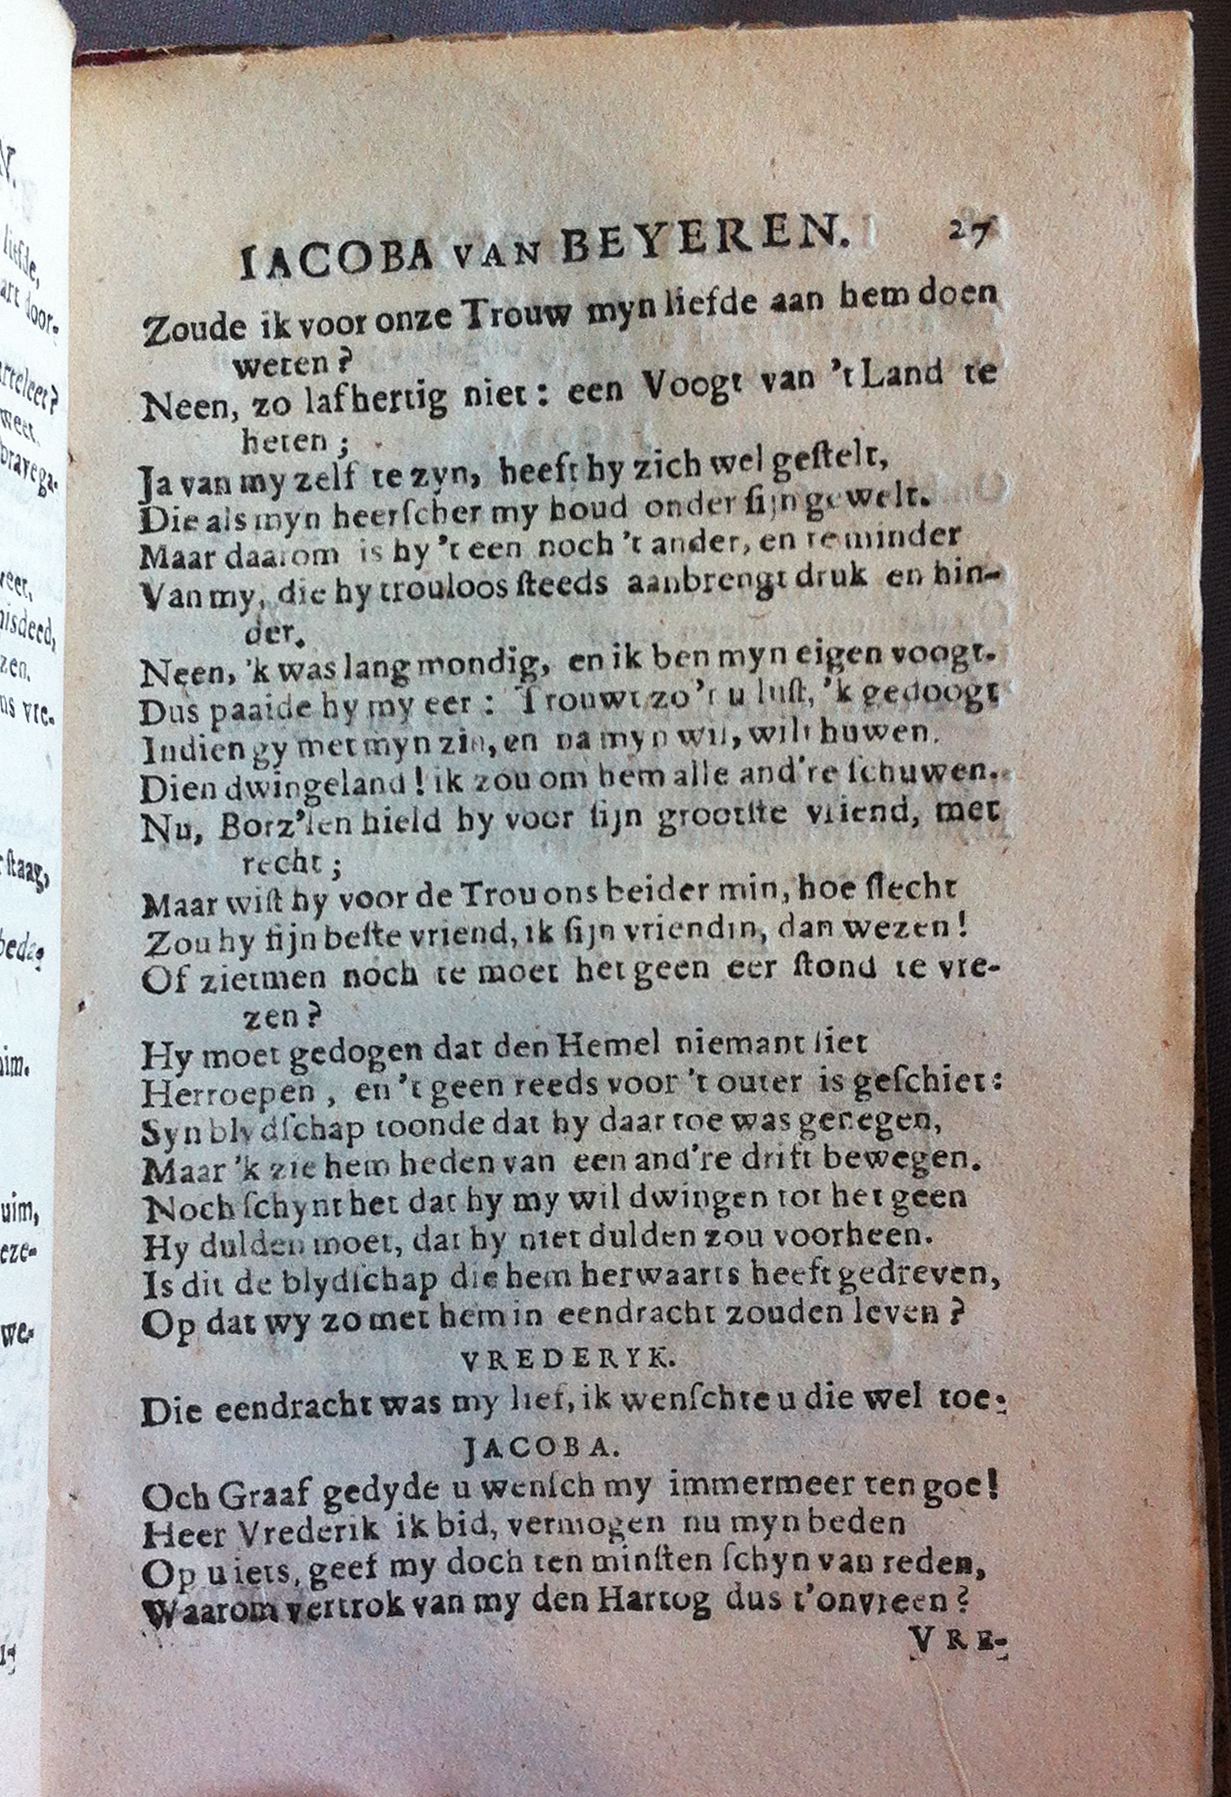 IACOBA VAN BEYEREN. 27
Zoude ik voor onze Trouw myn liefde aan hem doen
weten?
Neen, zo lafhertig niet: een Voogt van 't Land te
heten;
Ja van my zelf te zyn, heeft hy zich wel geſtelt,
Die als myn heerſcher my houd onder ſijn gewelt.
Maar daarom is hy 't een noch 't ander, en te minder
Van my, die hy trouloos ſteeds aanbrengt druk en hin-
der.
Neen, 'k was lang mondig, en ik ben myn eigen voogt.
Dus paaide hy my eer: Trouwt zo 't u luſt, 'k gedoogt
Indien gy met myn zin, en na myn wil, wilt huwen.
Dien dwingeland! ik zou om hem alle and're ſchuwen.
Nu, Borz'len hield hy voor ſijn grootſte vriend, met
recht;
Maar wiſt hy voor de Trou ons beider min, hoe ſlecht
Zou hy ſijn beſte vriend, ik ſijn vriendin, dan wezen!
Of zietmen noch te moet het geen eer ſtond te vre-
zen?
Hy moet gedogen dat den Hemel niemant liet
Herroepen, en 't geen reeds voor 't outer is geſchiet:
Syn blydſchap toonde dat hy daar toe was genegen,
Maar 'k zie hem heden van een and're drift bewegen.
Noch ſchynt het dat hy my wil dwingen tot het geen
Hy dulden moet, dat hy niet dulden zou voorheen.
Is dit de blydſchap die hem herwaarts heeft gedreven,
Op dat wy zo met hem in eendracht zouden leven?
VREDERYK.
Die eendracht was my lief, ik wenſchte u die wel toe.
JACOBA.
Och Graaf gedyde u wenſch my immermeer ten goe!
Heer Vrederik ik bid, vermogen nu myn beden
Op u iets, geef my doch ten minſten ſchyn van reden,
Waarom vertrok van my den Hartog dus t'onvreen?
VRE-